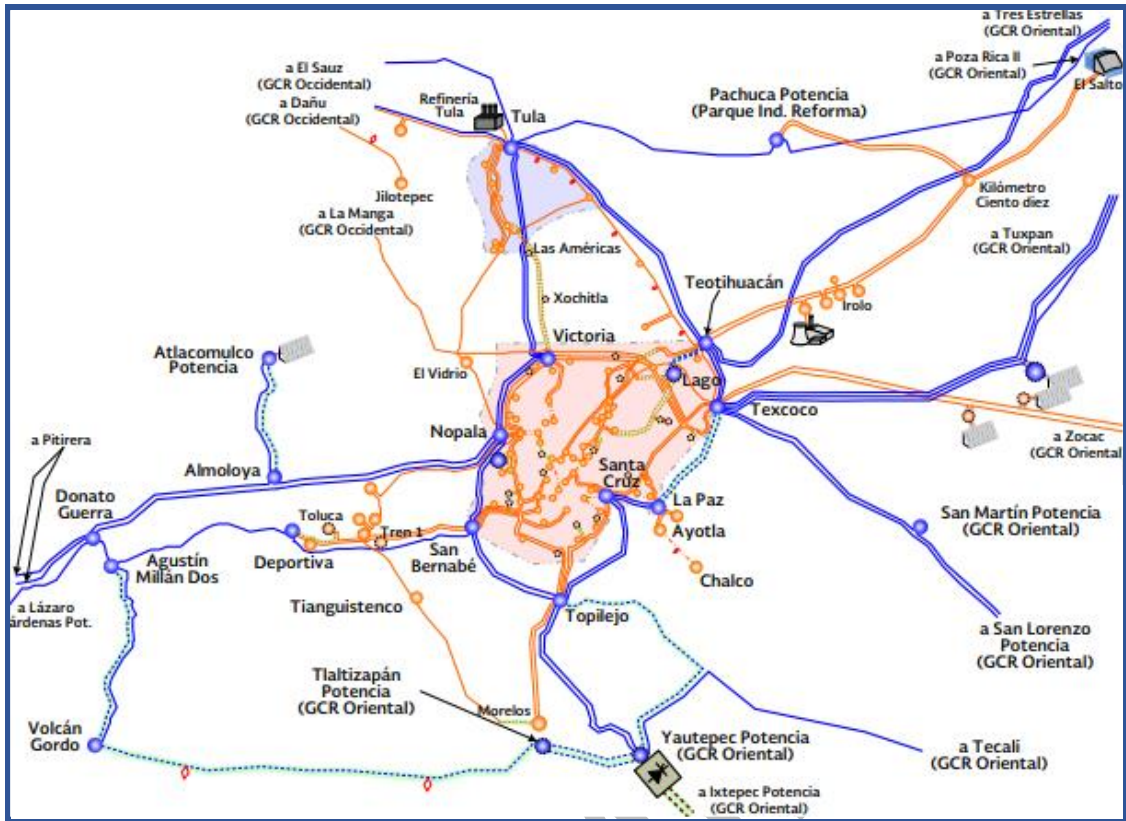 a Tres Estrellas
(GCR Oriental)
a Poza Rica II
(GCR Oriental)
El Salto
a El Sauz
(GCR Occidental)
a Dañu
(GCR Occidental)
Refinería
Tula
Tula
Pachuca Potencia
(Parque Ind. Reforma)
Jilotepec
Kilómetro
Ciento diez
a La Manga
(GCR Occidental)
a Tuxpan
(GCR Oriental)
Las Américas
Teotihuacán
Xochitla
Irolo
Victoria
Atlacomulco
Potencia
El Vidrio
Lago
Texcoco
a Pitirera
Nopala
a Zocac
(GCR Oriental
Almoloya
Santa
Cruz
Donato
Guerra
La Paz
San Martín Potencia
(GCR Oriental)
Toluca
Tren 1
Ayotla
Deportiva
San
Bernabé
Agustín
Millán Dos
Chalco
a Lázaro
árdenas Pot.
Tianguistenco
Topilejo
a San Lorenzo
Potencia
(GCR Oriental)
Tlaltizapán
Potencia
(GCR Oriental)
Morelos
Volcán
Gordo
Yautepec Potencia
(GCR Oriental)
a Tecali
(GCR Oriental)
a Ixtepec Potencia
(GCR Oriental)